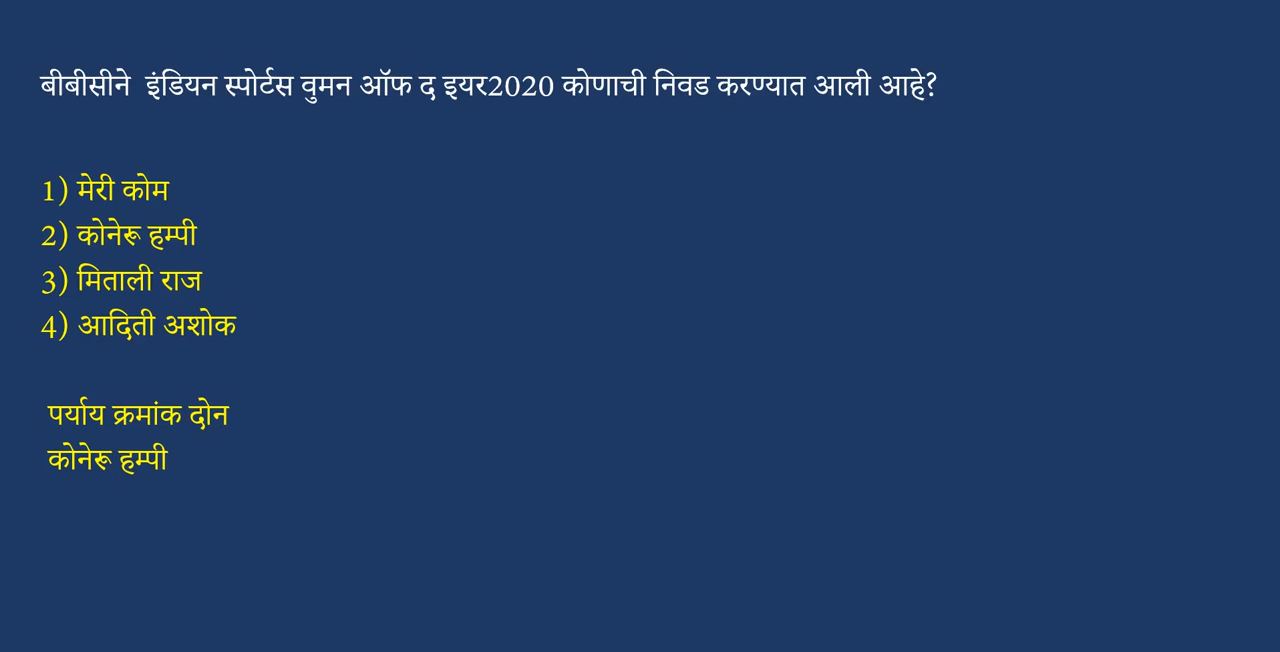 बीबीसीने इंडियन स्पोर्टस वुमन ऑफ द इयर2020 कोणाची निवड करण्यात आली आहे?
1) मेरी कोम
2) कोनेरू हम्पी
3) मिताली राज
4) आदिती अशोक
पर्याय क्रमांक दोन
कोनेरू हम्पी